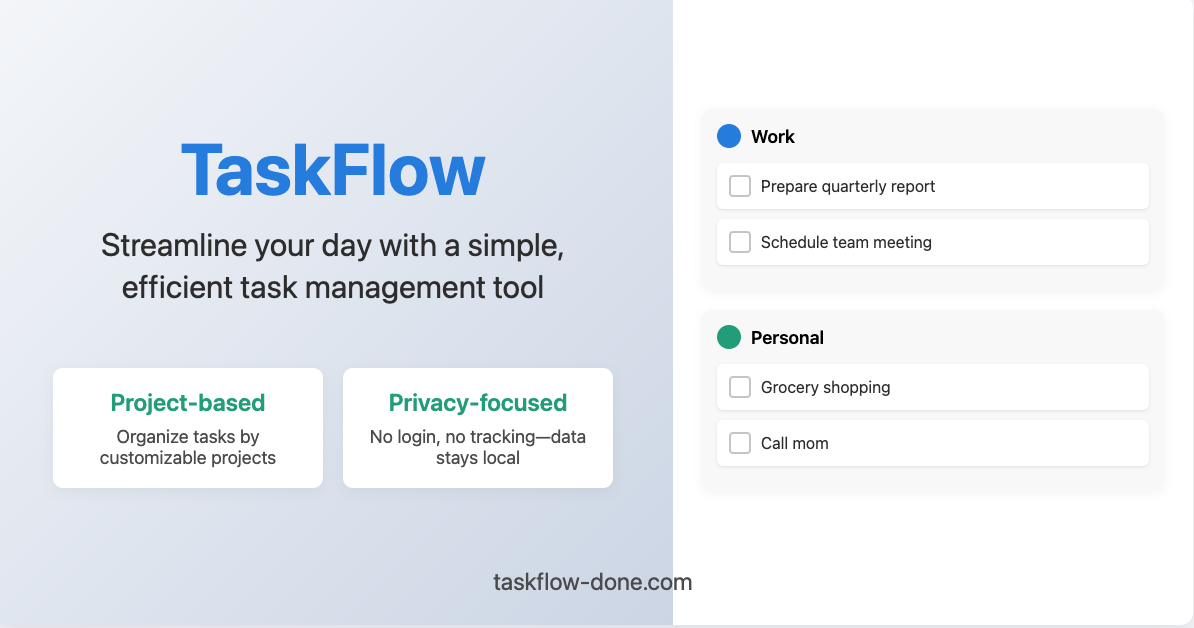 TaskFlow
Streamline your day with a simple,
efficient task management tool
Project-based
Organize tasks by
customizable projects
Privacy-focused
No login, no tracking—data
stays local
Work
Prepare quarterly report
Schedule team meeting
Personal
Grocery shopping
Call mom
taskflow-done.com